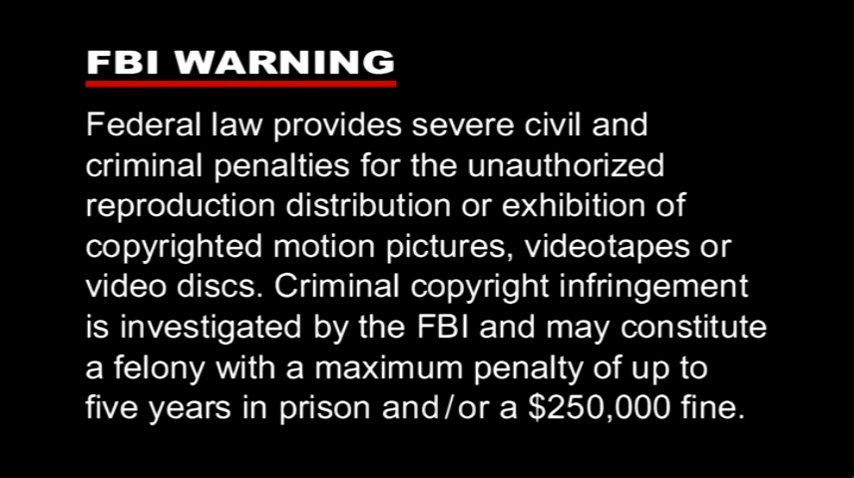 FBI WARNING
Federal law provides severe civil and
criminal penalties for the unauthorized
reproduction distribution or exhibition of
copyrighted motion pictures, videotapes or
video discs. Criminal copyright infringement
is investigated by the FBI and may constitute
a felony with a maximum penalty of up to
five years in prison and/or a $250,000 fine.